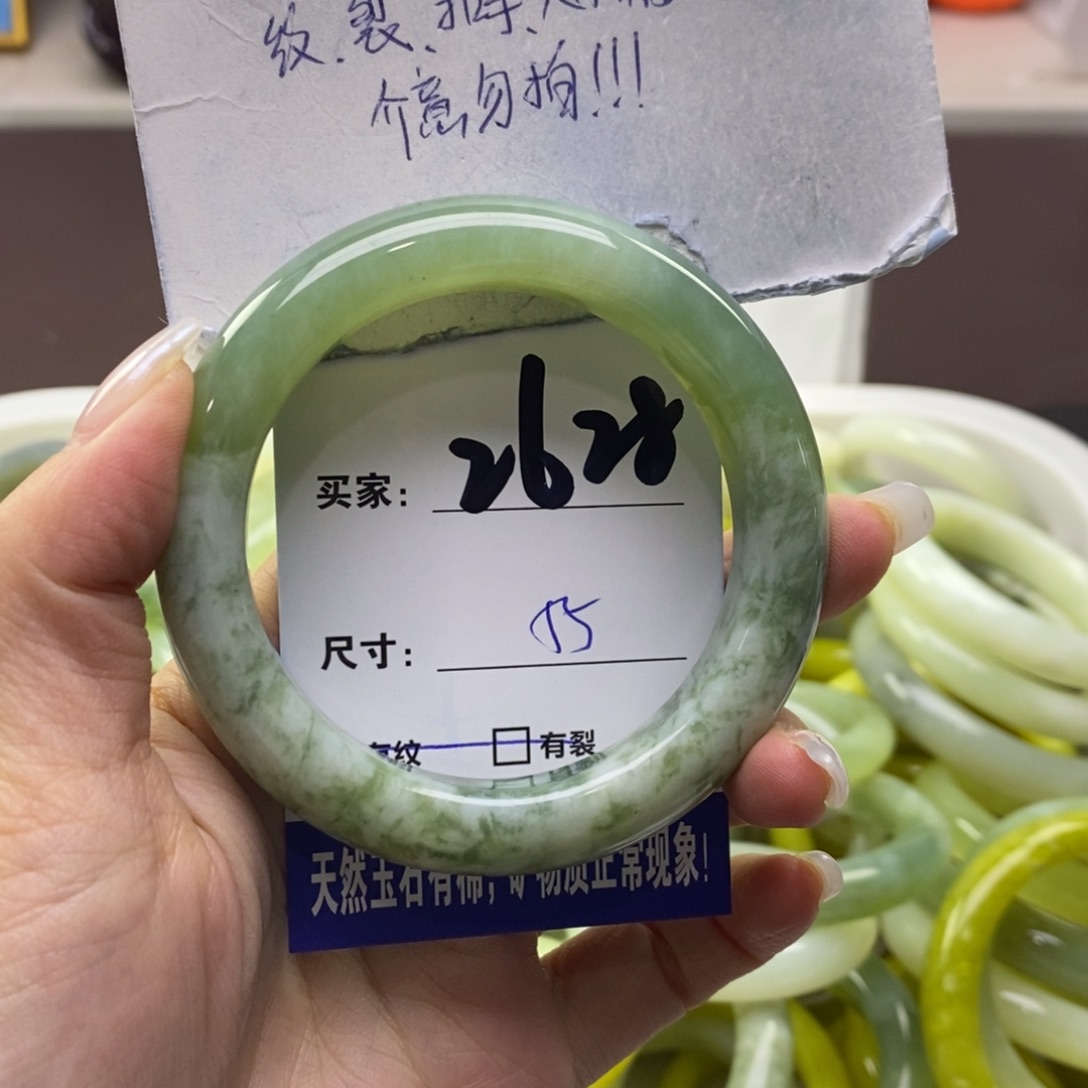 纹.裂.
介意勿拍!!!
买家: 2628
尺寸:
有纹 有裂
天然玉石有棉, 矿物质正常现象!